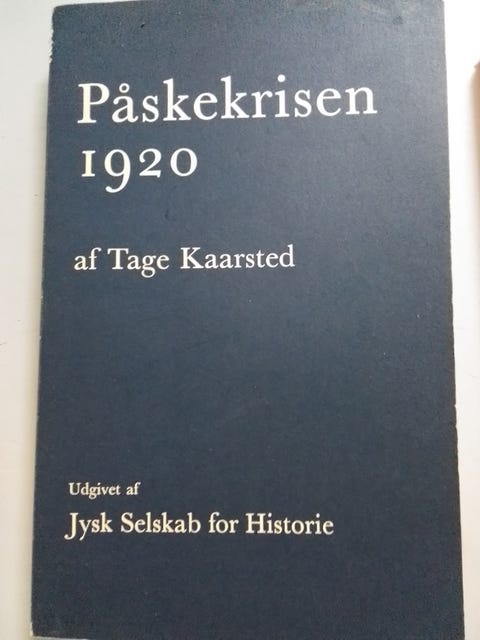 Påskekrisen
1920
af Tage Kaarsted
Udgivet af
Jysk Selskab for Historie